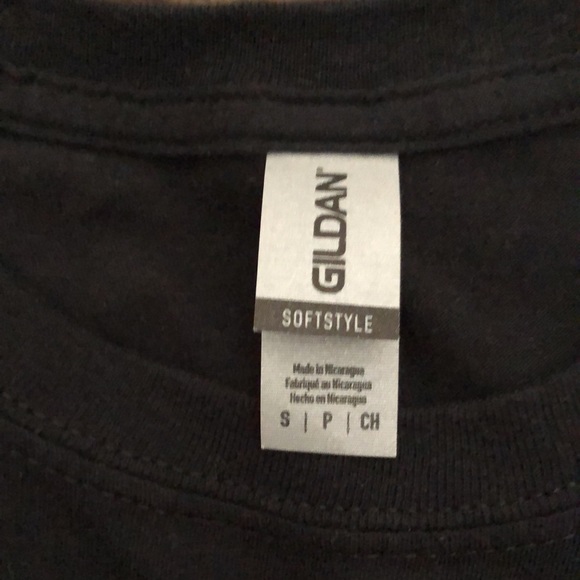 GILDAN®
SOFTSTYLE
Made in Nicaragua
Fabriqué au Nicaragua
Hecho en Nicaragua
S | P | CH